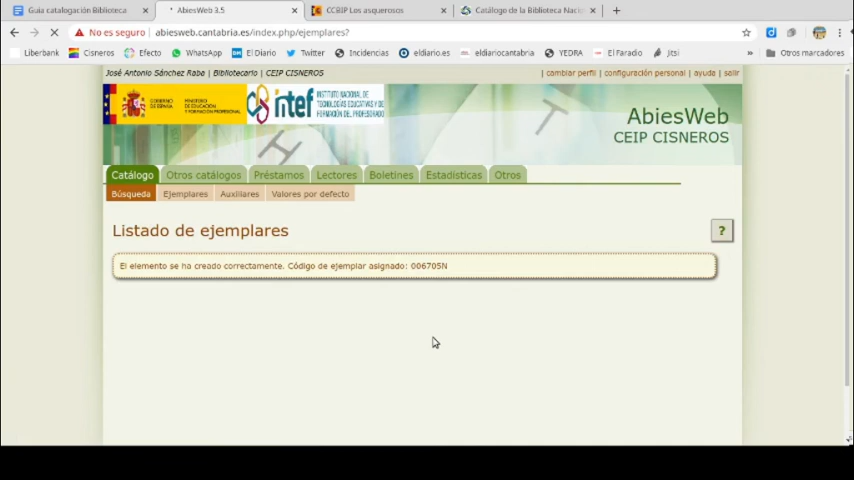 Guia catalogación Biblioteca
AbiesWeb 3.5
CCBIP Los asquerosos
Catálogo de la Biblioteca Nacio
No es seguro | abiesweb.cantabria.es/index.php/ejemplares?
Liberbank Cisneros Efecto WhatsApp El Diario Twitter Incidencias eldiario.es eldiariocantabria YEDRA El Faradio Jitsi » Otros marcadores
José Antonio Sánchez Raba | Bibliotecario | CEIP CISNEROS
| cambiar perfil | configuración personal | ayuda | salir
GOBIERNO DE ESPAÑA
MINISTERIO DE EDUCACIÓN Y FORMACIÓN PROFESIONAL
intef
INSTITUTO NACIONAL DE TECNOLOGÍAS EDUCATIVAS Y DE FORMACIÓN DEL PROFESORADO
H
T
AbiesWeb
CEIP CISNEROS
Catálogo Otros catálogos Préstamos Lectores Boletines Estadísticas Otros
Búsqueda Ejemplares Auxiliares Valores por defecto
Listado de ejemplares
?
El elemento se ha creado correctamente. Código de ejemplar asignado: 006705N